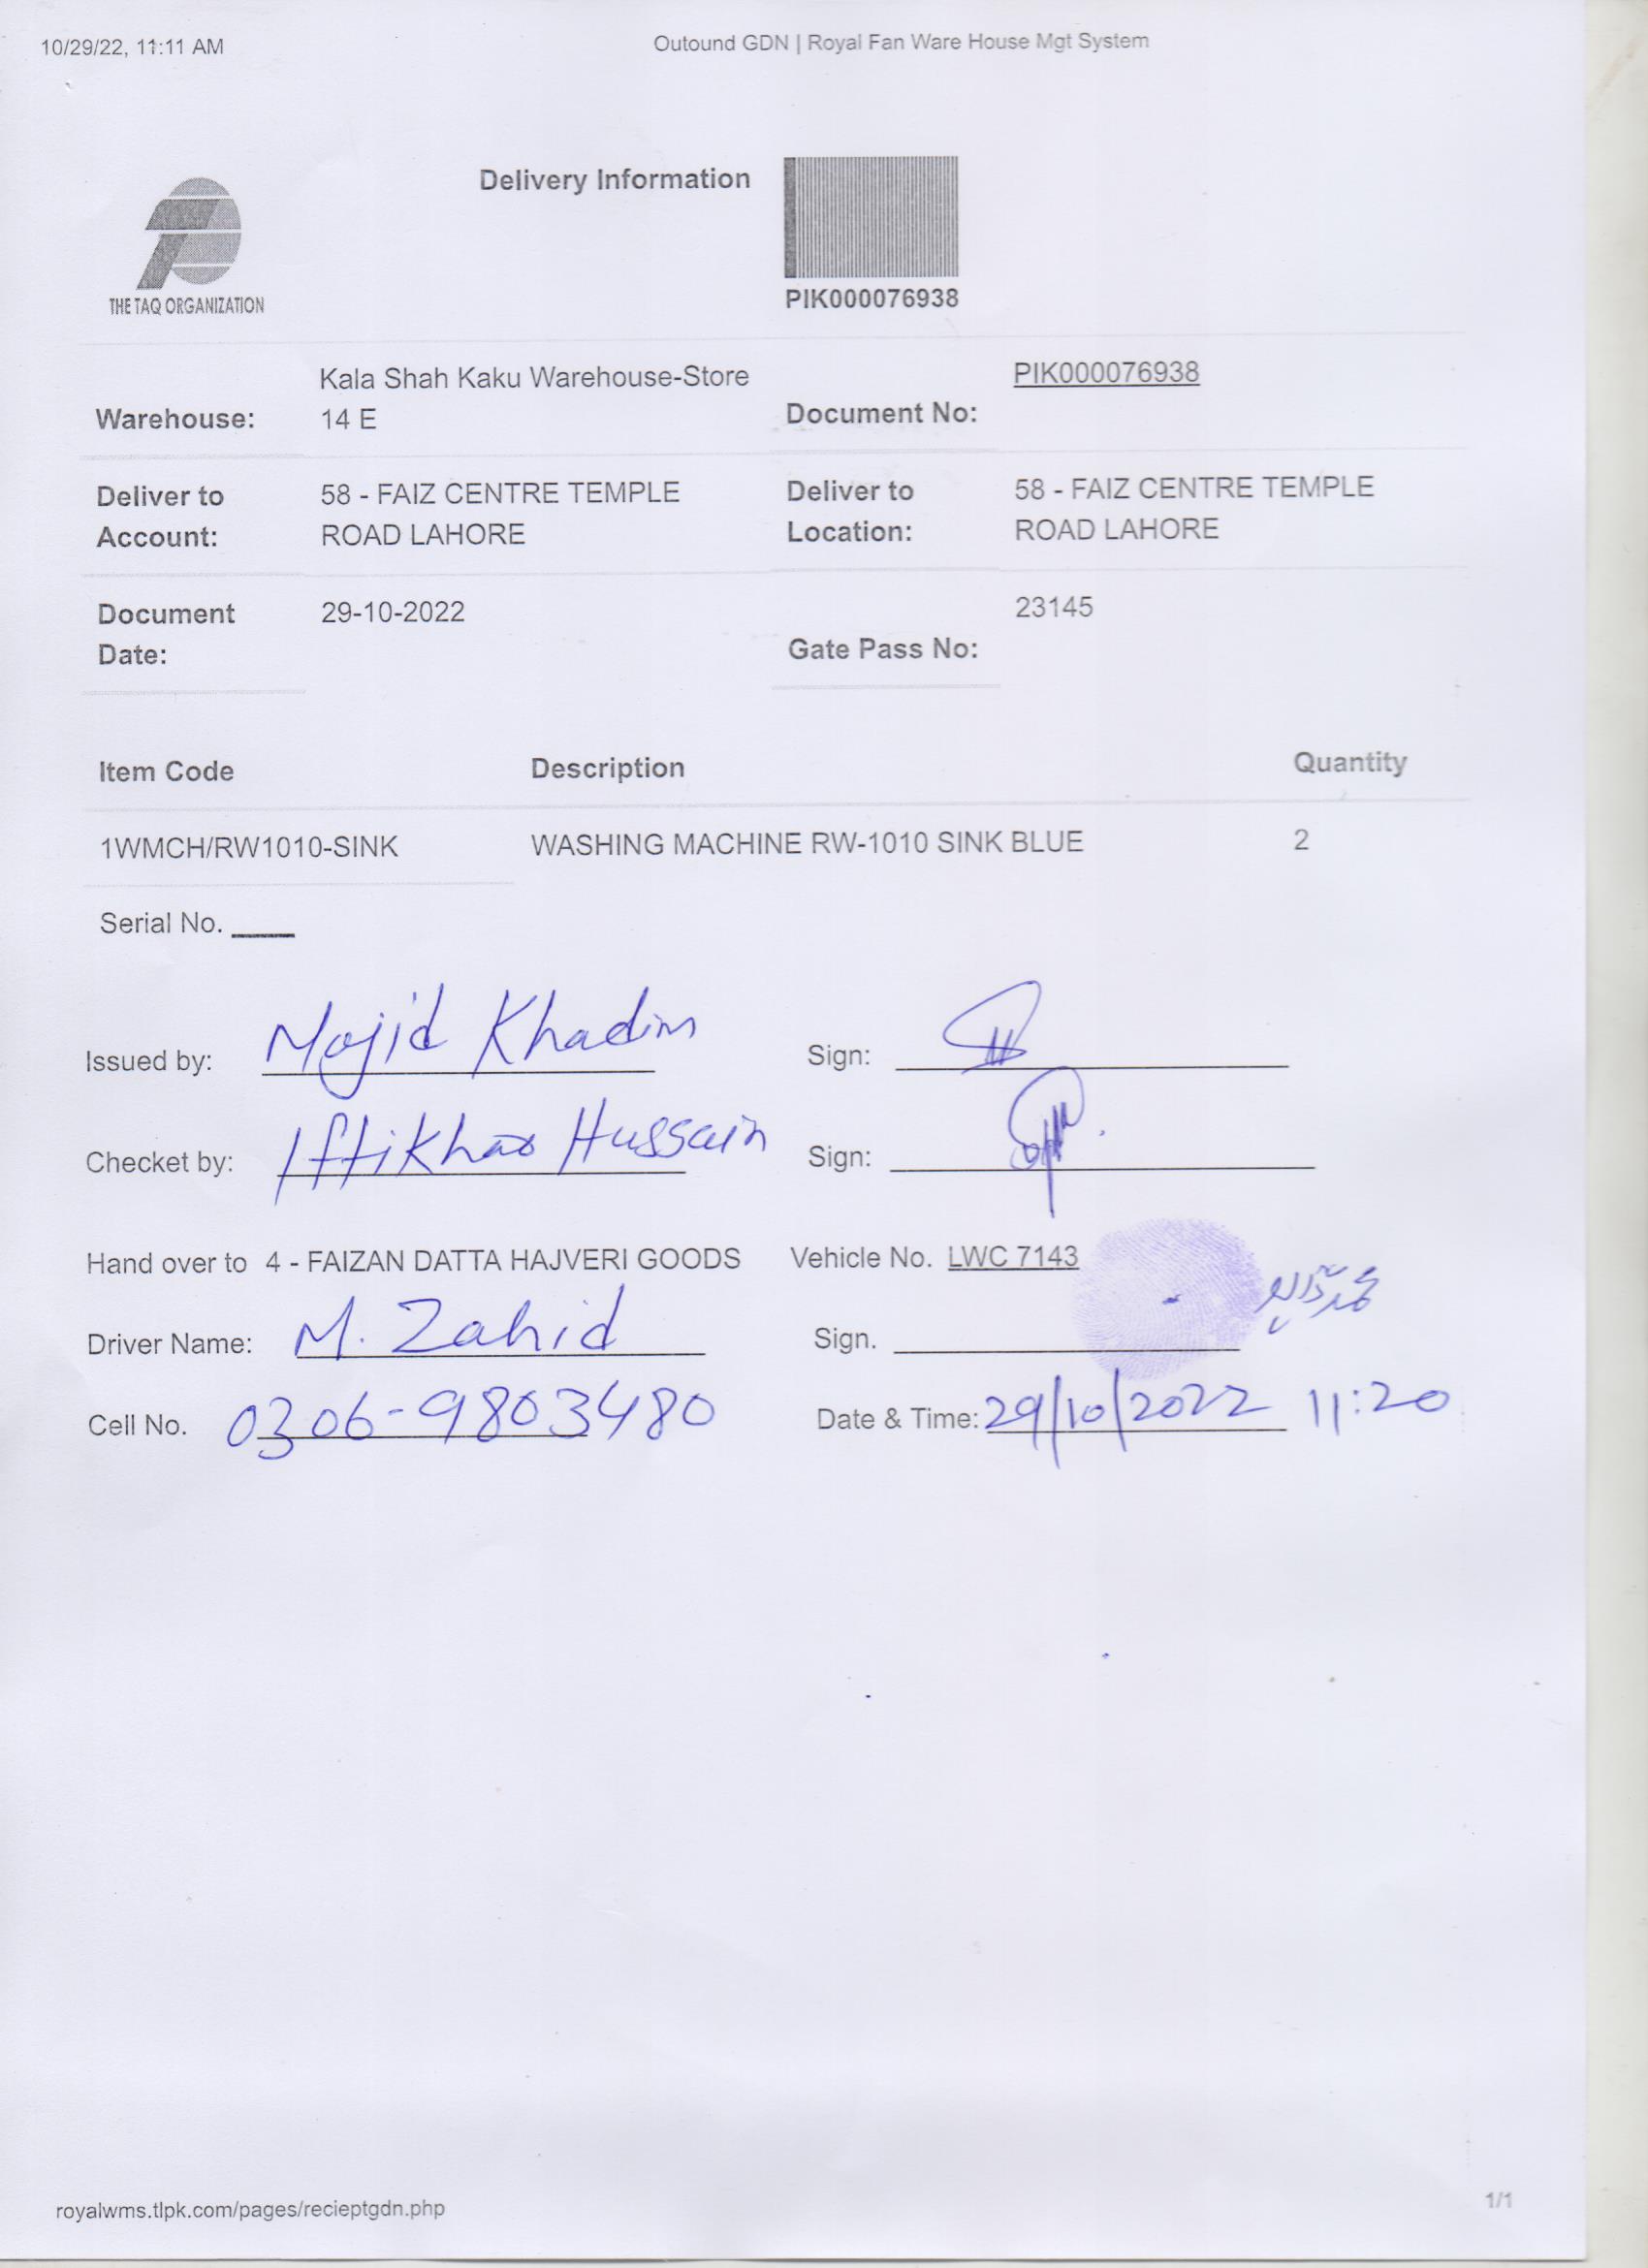 10/29/22, 11:11 AM Outound GDN | Royal Fan Ware House Mgt System
Delivery Information
THE TAQ ORGANIZATION
PIK000076938
Kala Shah Kaku Warehouse-Store PIK000076938
Warehouse: 14 E Document No:
Deliver to 58 - FAIZ CENTRE TEMPLE Deliver to 58 - FAIZ CENTRE TEMPLE
Account: ROAD LAHORE Location: ROAD LAHORE
Document 29-10-2022 23145
Date: Gate Pass No:
Item Code Description Quantity
1WMCH/RW1010-SINK WASHING MACHINE RW-1010 SINK BLUE 2
Serial No. ____
Issued by: Majid Khadim Sign:
Checket by: Iftikhar Hussain Sign:
Hand over to 4 - FAIZAN DATTA HAJVERI GOODS Vehicle No. LWC 7143
Driver Name: M. Zahid Sign.
Cell No. 0306-9803480 Date & Time: 29/10/2022 11:20
royalwms.tlpk.com/pages/recieptgdn.php 1/1